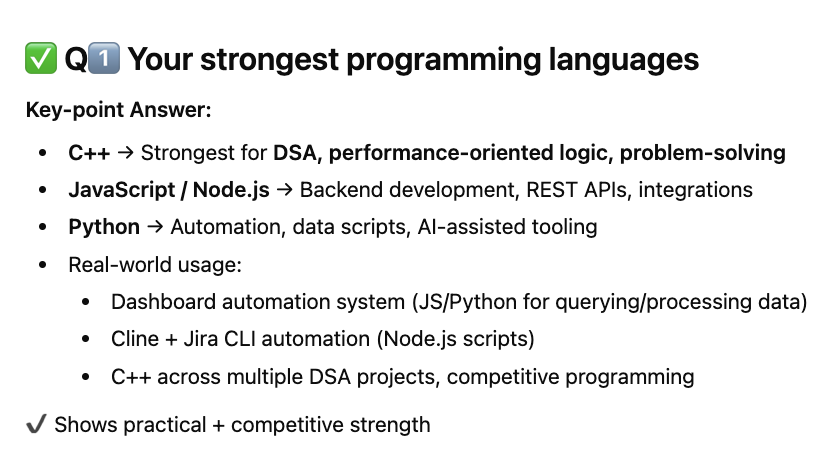 ✅ Q1️⃣ Your strongest programming languages
Key-point Answer:
• C++ → Strongest for DSA, performance-oriented logic, problem-solving
• JavaScript / Node.js → Backend development, REST APIs, integrations
• Python → Automation, data scripts, AI-assisted tooling
• Real-world usage:
• Dashboard automation system (JS/Python for querying/processing data)
• Cline + Jira CLI automation (Node.js scripts)
• C++ across multiple DSA projects, competitive programming
✔ Shows practical + competitive strength